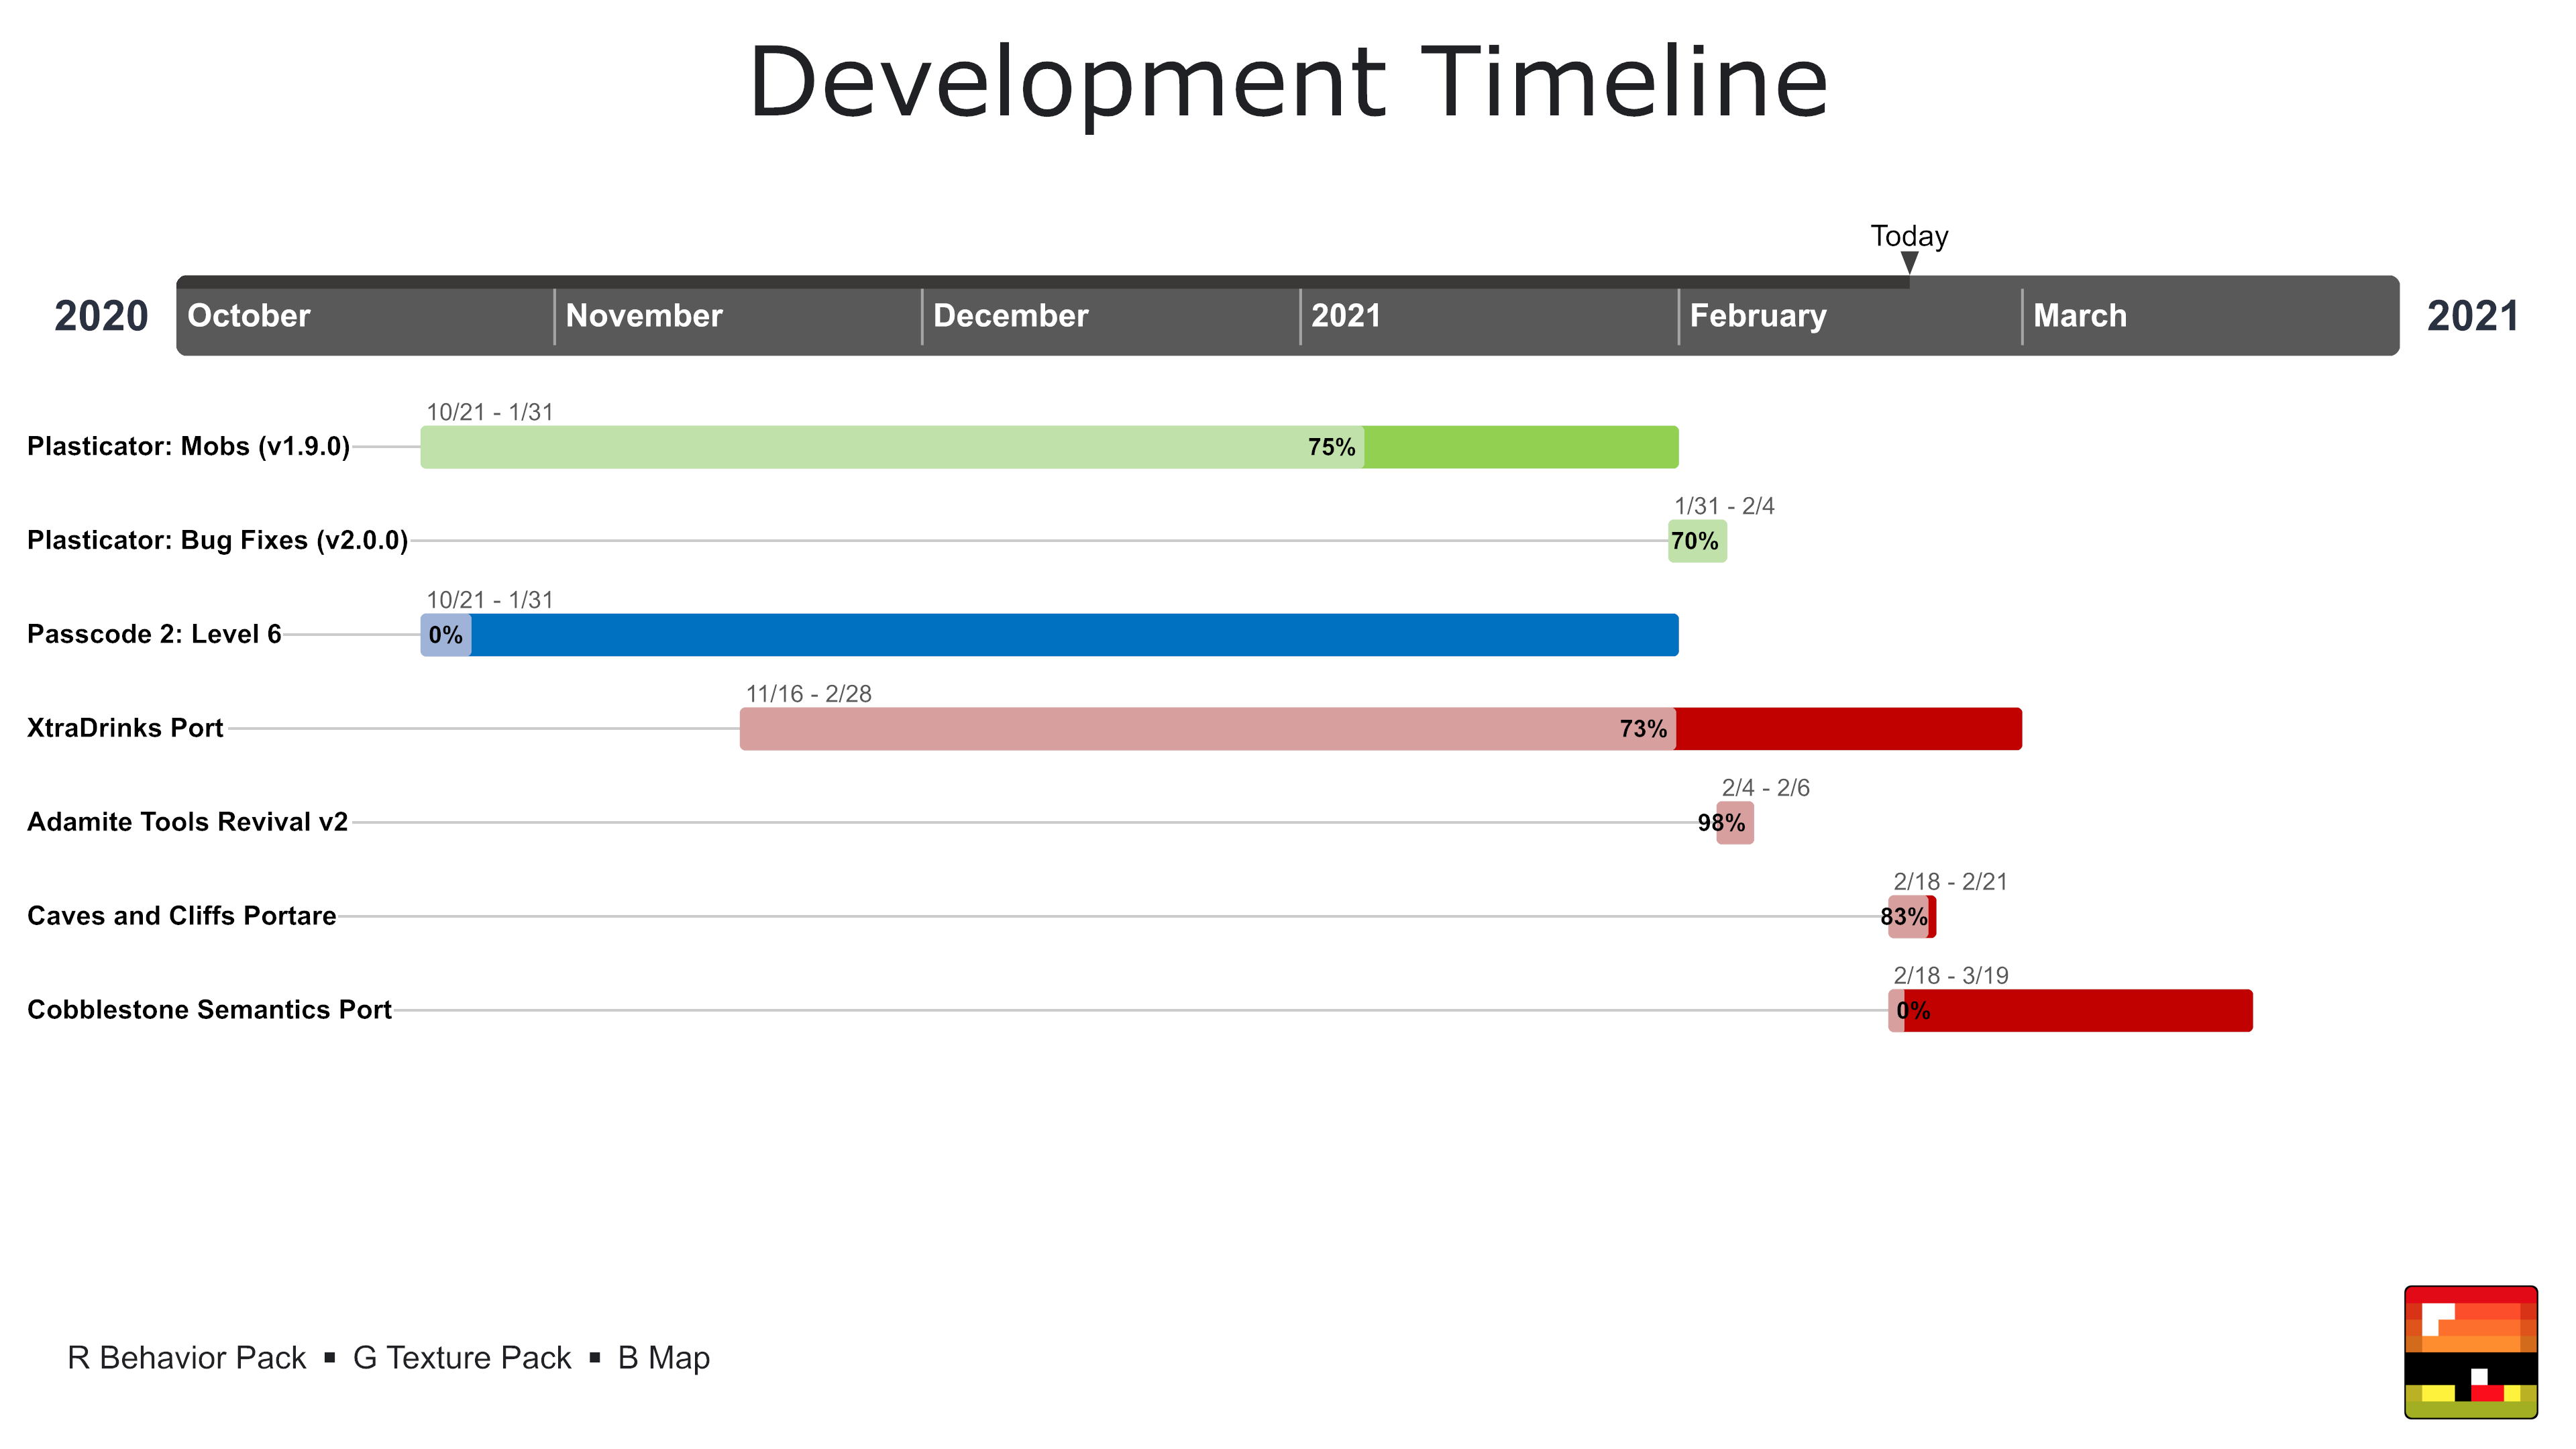 Development Timeline
Today
2020 October November December 2021 February March 2021
10/21 - 1/31
Plasticator: Mobs (v1.9.0) 75%
1/31 - 2/4
Plasticator: Bug Fixes (v2.0.0) 70%
10/21 - 1/31
Passcode 2: Level 6 0%
11/16 - 2/28
XtraDrinks Port 73%
2/4 - 2/6
Adamite Tools Revival v2 98%
2/18 - 2/21
Caves and Cliffs Portare 83%
2/18 - 3/19
Cobblestone Semantics Port 0%
R Behavior Pack ▪ G Texture Pack ▪ B Map